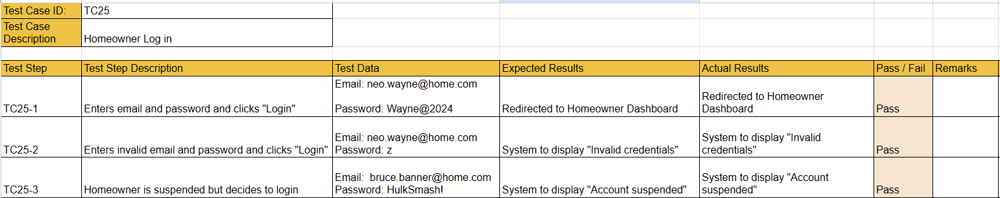 Test Case ID: TC25
Test Case
Description Homeowner Log in
Test Step Test Step Description Test Data Expected Results Actual Results Pass / Fail Remarks
Email: neo.wayne@home.com
Redirected to Homeowner
TC25-1 Enters email and password and clicks "Login" Password: Wayne@2024 Redirected to Homeowner Dashboard Dashboard Pass
Email: neo.wayne@home.com System to display "Invalid
TC25-2 Enters invalid email and password and clicks "Login" Password: z System to display "Invalid credentials" credentials" Pass
Email: bruce.banner@home.com System to display "Account
TC25-3 Homeowner is suspended but decides to login Password: HulkSmash! System to display "Account suspended" suspended" Pass